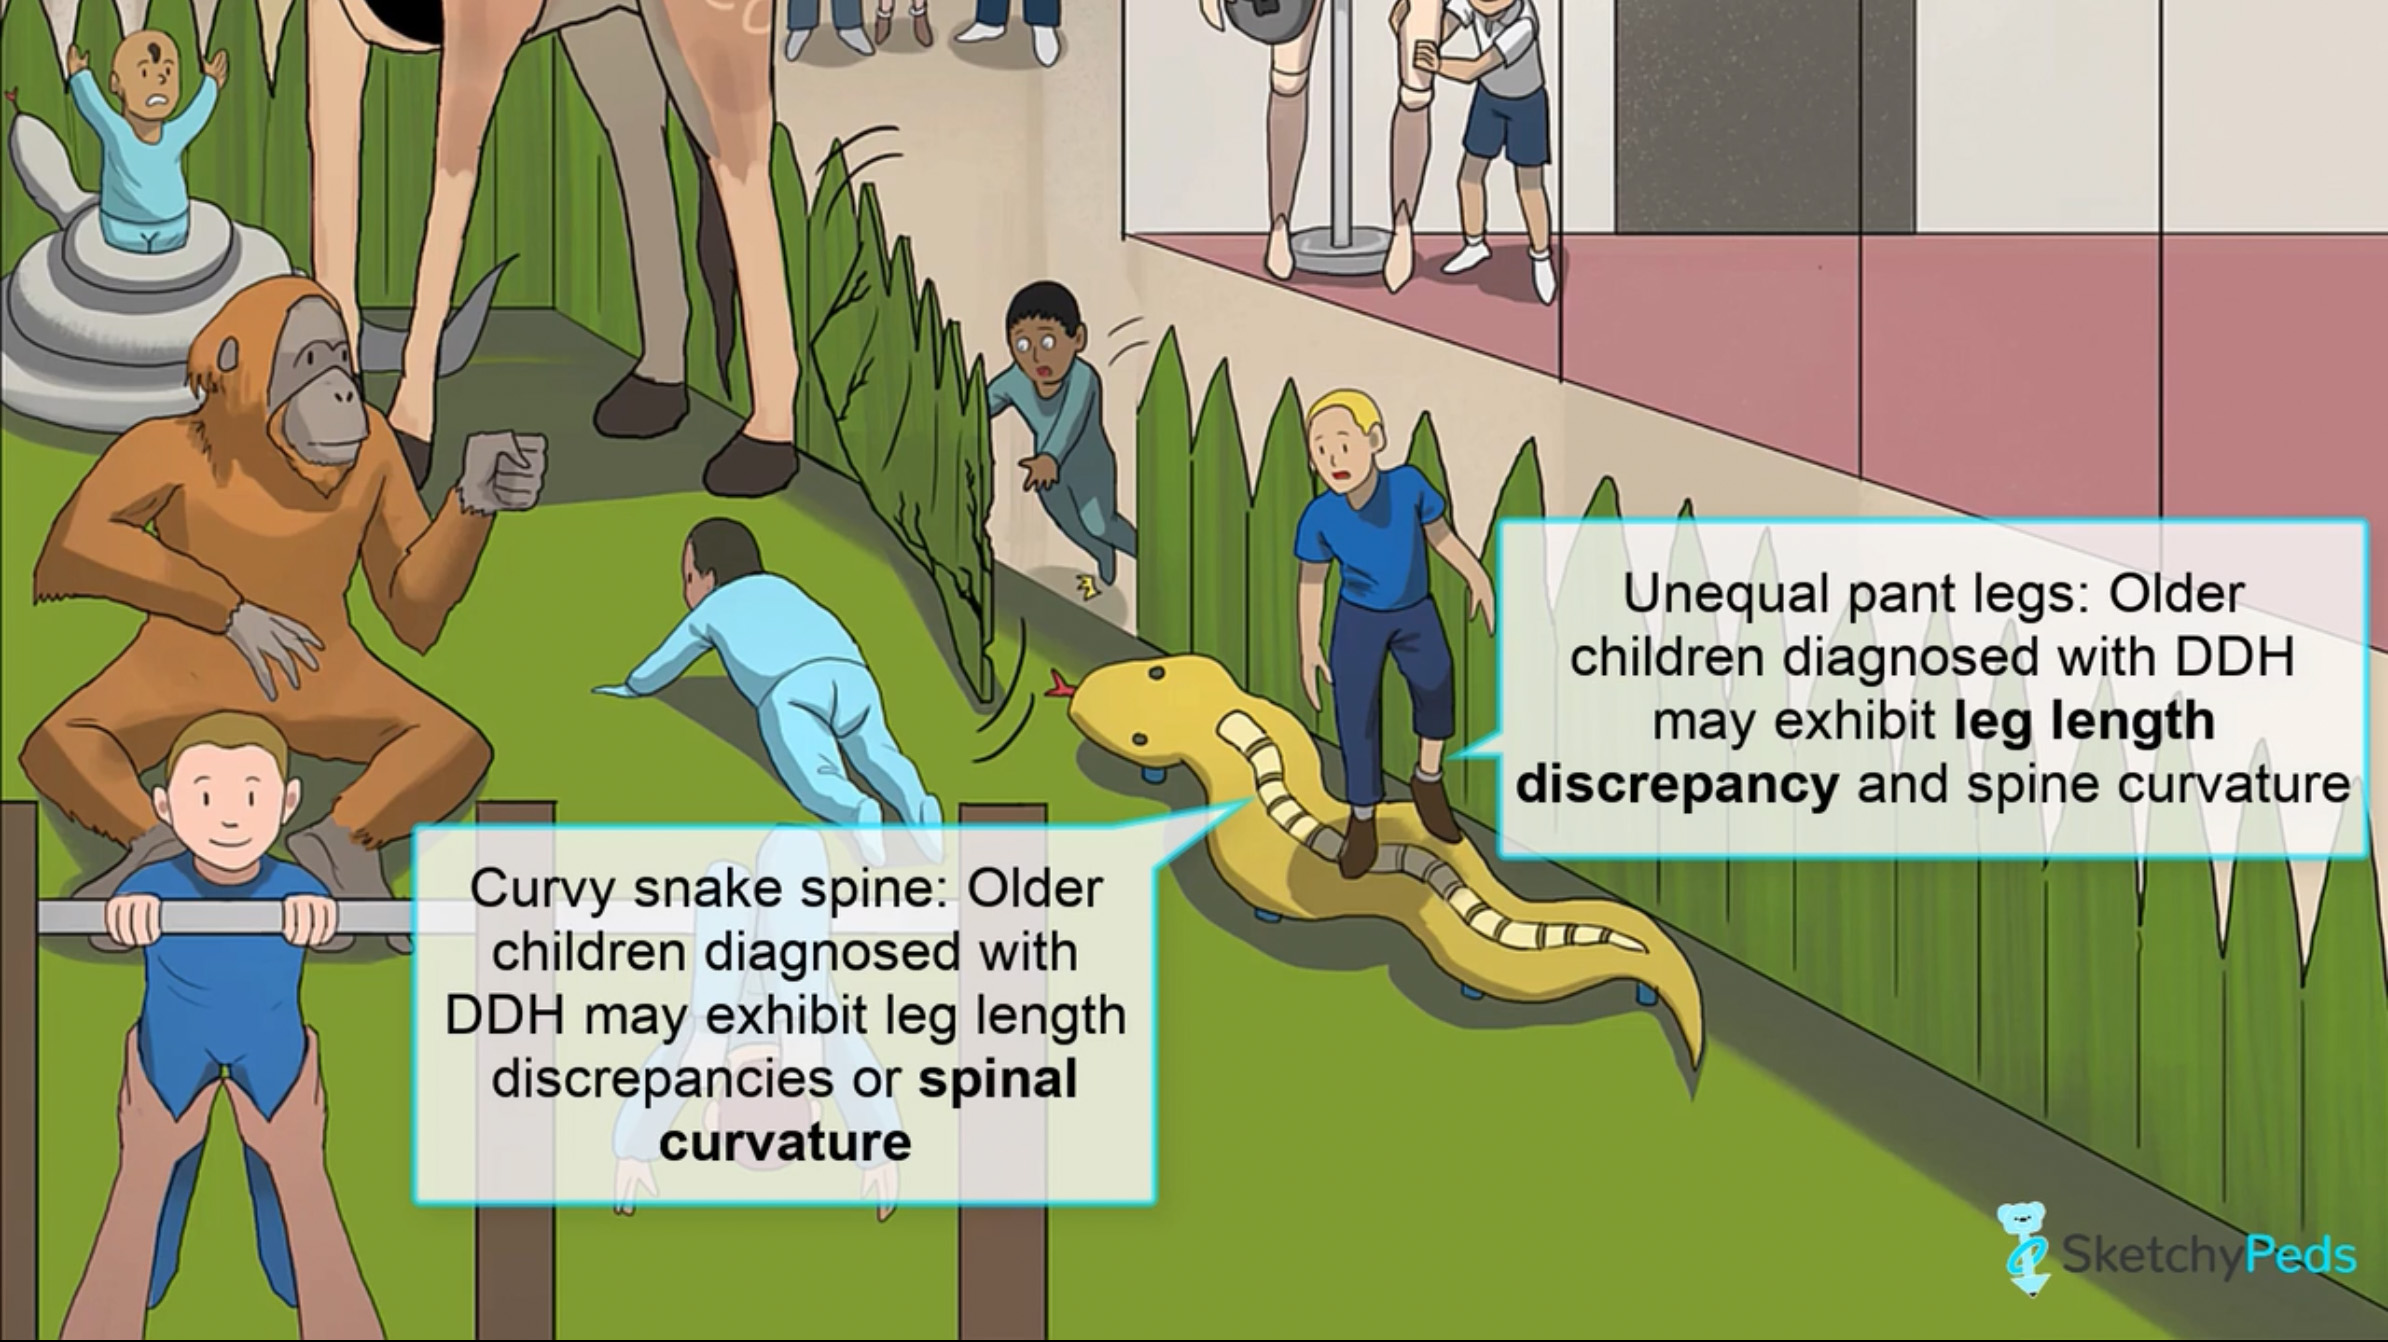 Unequal pant legs: Older
children diagnosed with DDH
may exhibit leg length
discrepancy and spine curvature
Curvy snake spine: Older
children diagnosed with
DDH may exhibit leg length
discrepancies or spinal
curvature
SketchyPeds